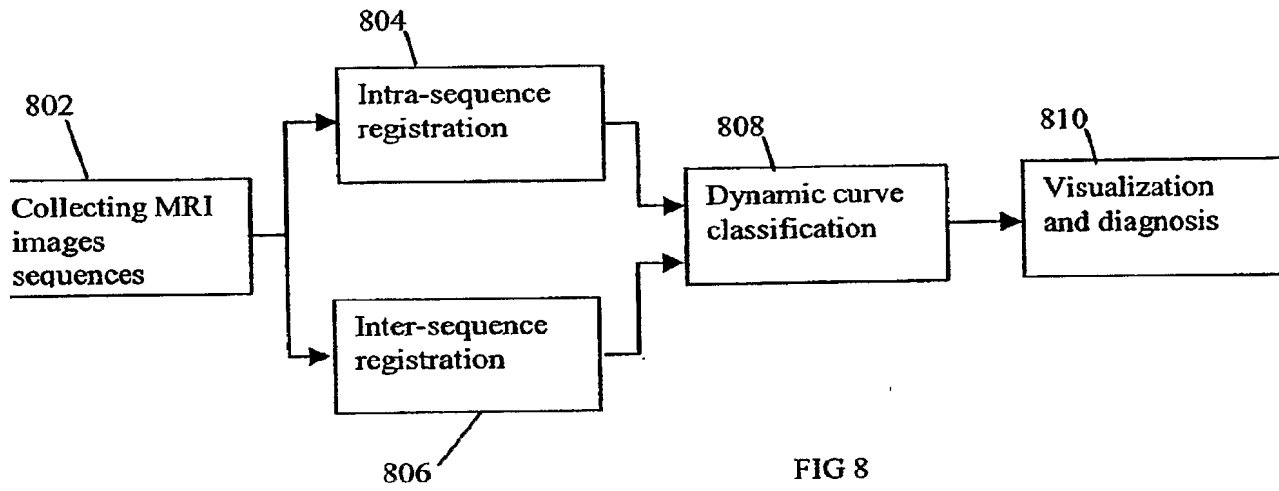 802
Collecting MRI
images
sequences
804
Intra-sequence
registration
Inter-sequence
registration
806
808
Dynamic curve
classification
810
Visualization
and diagnosis
FIG 8